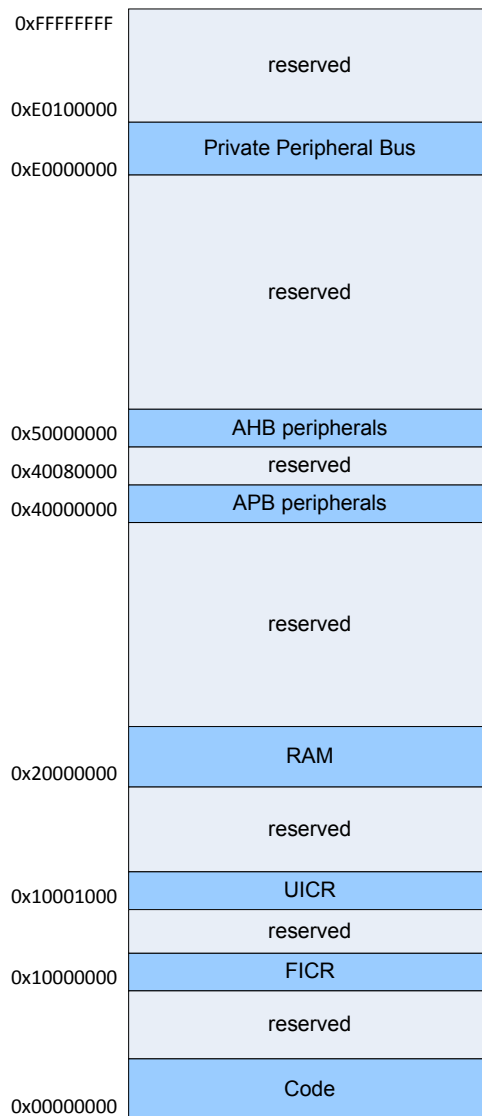 0xFFFFFFFF
reserved
0xE0100000
Private Peripheral Bus
0xE0000000
reserved
AHB peripherals
0x50000000
reserved
0x40080000
APB peripherals
0x40000000
reserved
RAM
0x20000000
reserved
UICR
0x10001000
reserved
FICR
0x10000000
reserved
Code
0x00000000